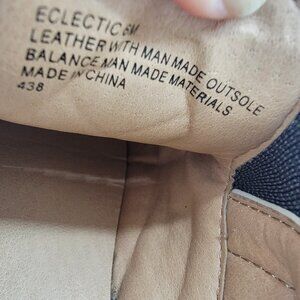 ECLECTIC 6M
LEATHER WITH MAN MADE OUTSOLE
BALANCE MAN MADE MATERIALS
MADE IN CHINA
438